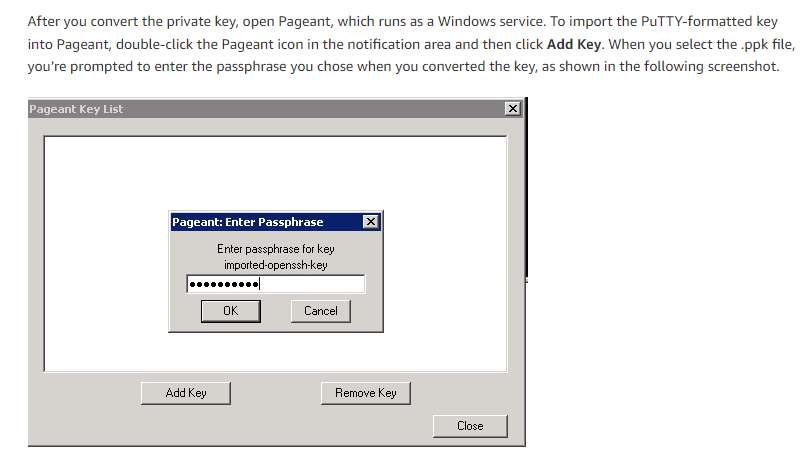 After you convert the private key, open Pageant, which runs as a Windows service. To import the PuTTY-formatted key
into Pageant, double-click the Pageant icon in the notification area and then click Add Key. When you select the .ppk file,
you're prompted to enter the passphrase you chose when you converted the key, as shown in the following screenshot.
Pageant Key List
Pageant: Enter Passphrase
Enter passphrase for key
imported-openssh-key
●●●●●●●●●●
OK Cancel
Add Key Remove Key
Close